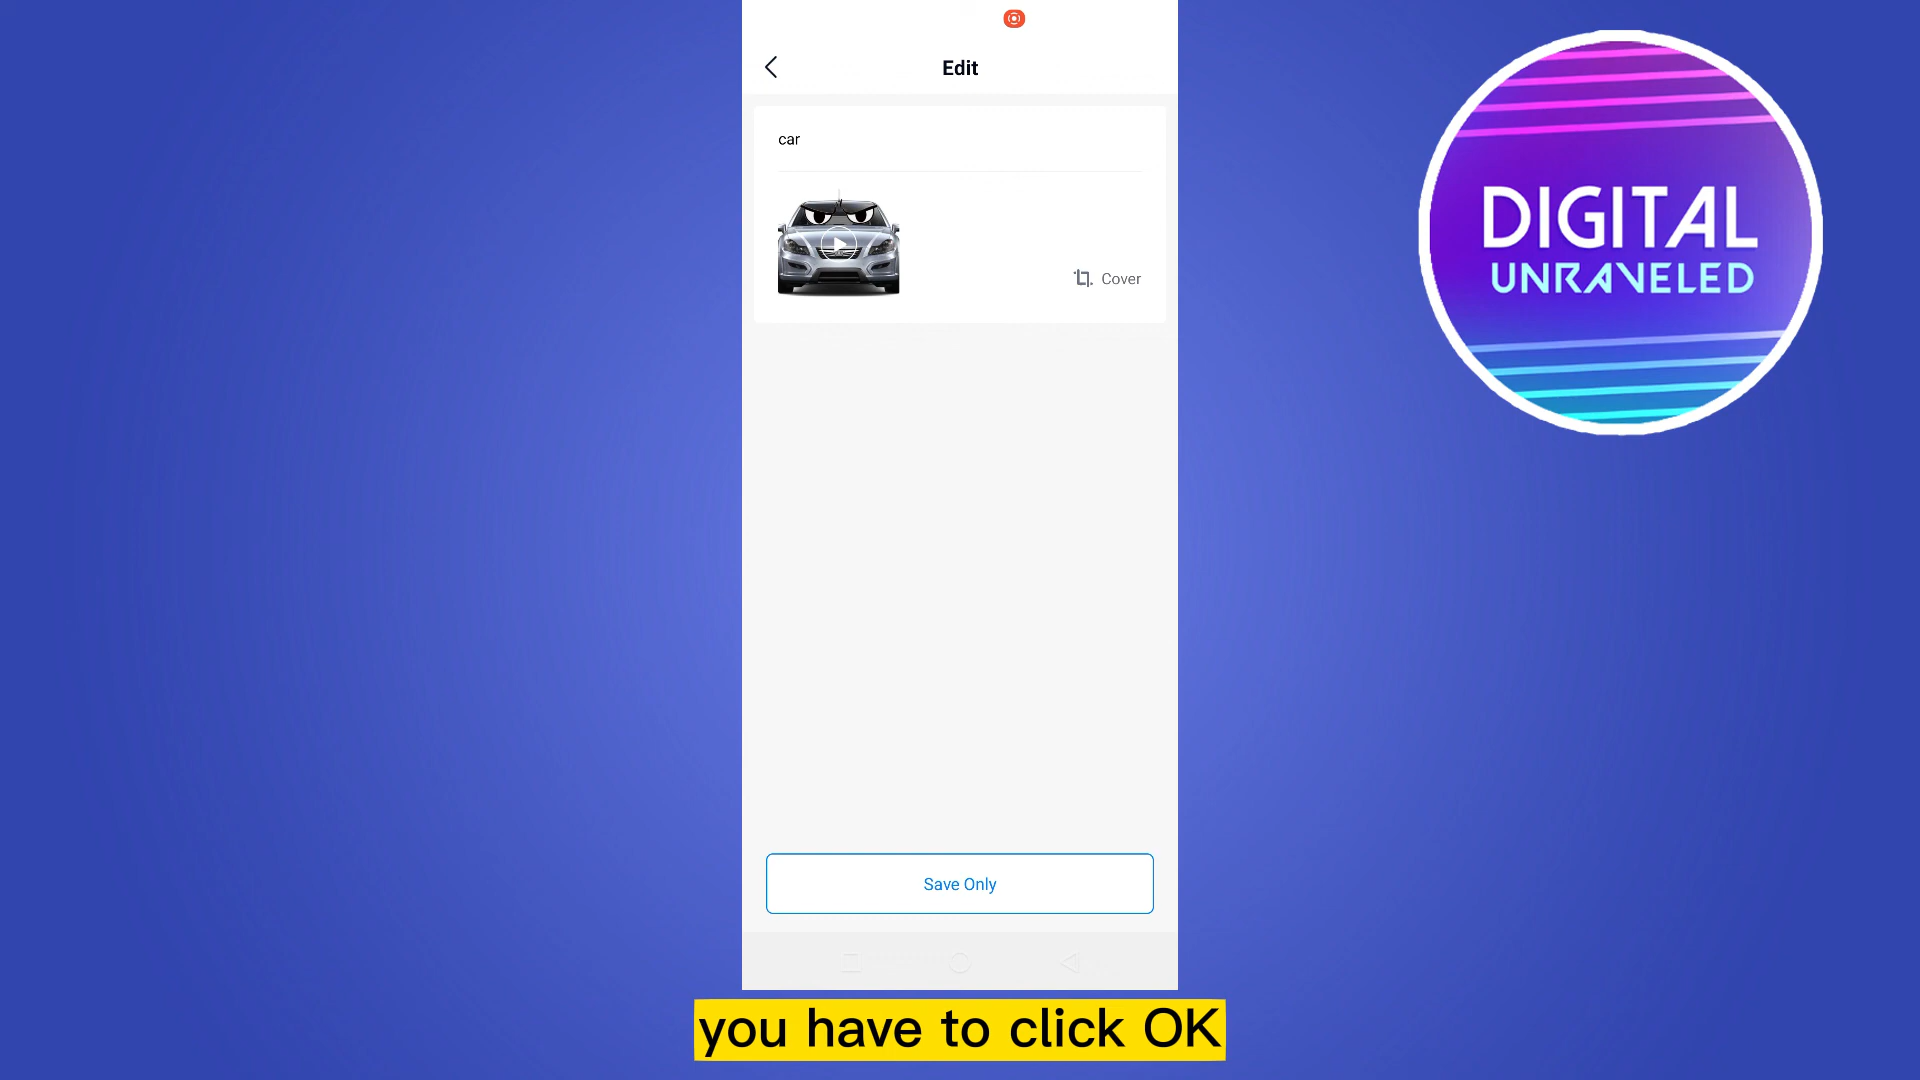 Edit
car
Cover
Save Only
DIGITAL
UNRAVELED
you have to click OK